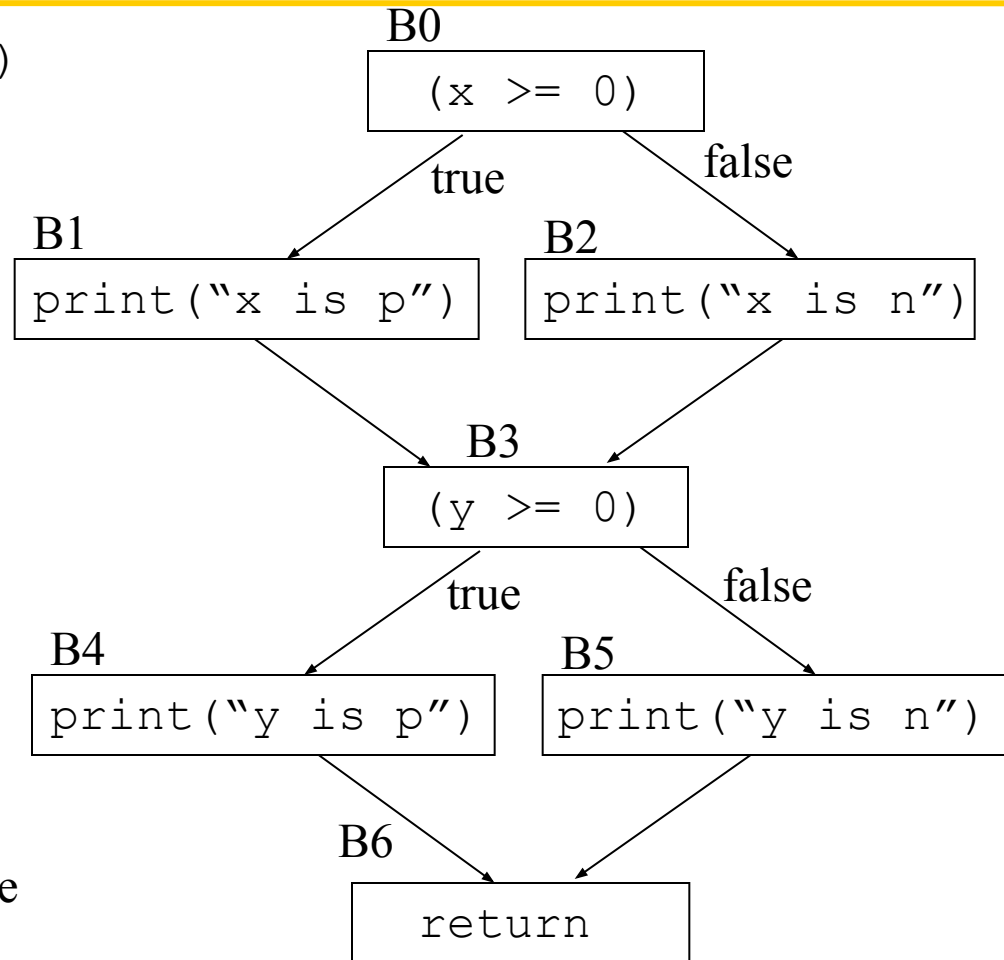 B0
)
(x >= 0)
true
false
B1
B2
print(“x is p”)
print(“x is n”)
B3
(y >= 0)
true
false
B4
B5
print(“y is p”)
print(“y is n”)
B6
e
return